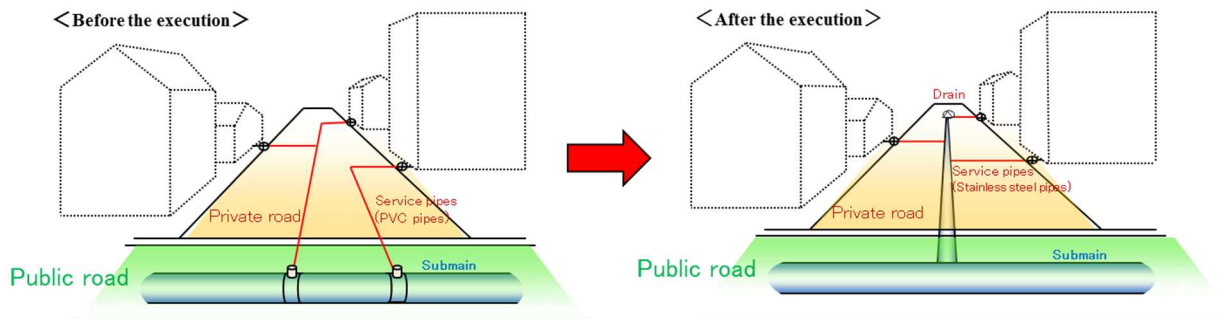 ＜Before the execution＞
Private road
Service pipes
(PVC pipes)
Public road
Submain
＜After the execution＞
Drain
Service pipes
(Stainless steel pipes)
Private road
Public road
Submain